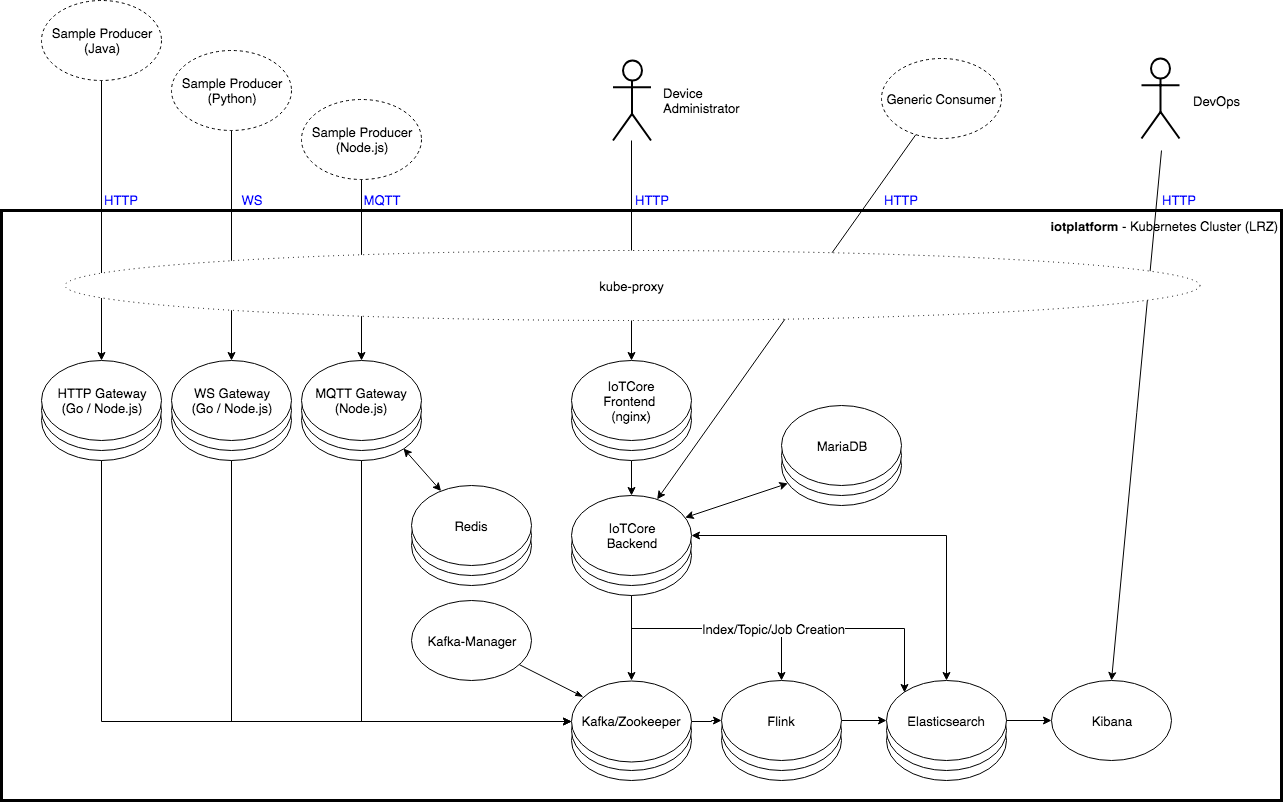 Sample Producer
(Java)
Sample Producer
(Python)
Sample Producer
(Node.js)
Device
Administrator
Generic Consumer
DevOps
HTTP
WS
MQTT
HTTP
HTTP
HTTP
iotplatform - Kubernetes Cluster (LRZ)
kube-proxy
HTTP Gateway
(Go / Node.js)
WS Gateway
(Go / Node.js)
MQTT Gateway
(Node.js)
IoTCore
Frontend
(nginx)
MariaDB
Redis
IoTCore
Backend
Kafka-Manager
Index/Topic/Job Creation
Kafka/Zookeeper
Flink
Elasticsearch
Kibana